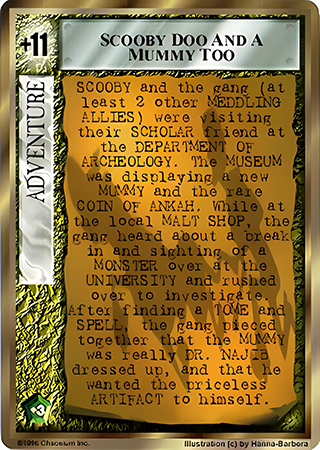 +11
SCOOBY DOO AND A
MUMMY TOO
ADVENTURE
SCOOBY and the gang (at
least 2 other MEDDLING
ALLIES) were visiting
their SCHOLAR friend at
the DEPARTMENT OF
ARCHEOLOGY. The MUSEUM
was displaying a new
MUMMY and the rare
COIN OF ANKAH. While at
the local MALT SHOP, the
gang heard about a break
in and sighting of a
MONSTER over at the
UNIVERSITY and rushed
over to investigate.
After finding a TOME and
SPELL, the gang pieced
together that the MUMMY
was really DR. NAJIB
dressed up, and that he
wanted the priceless
ARTIFACT to himself.
3
©1996 Chaosium Inc.
Illustration (c) by Hanna-Barbera